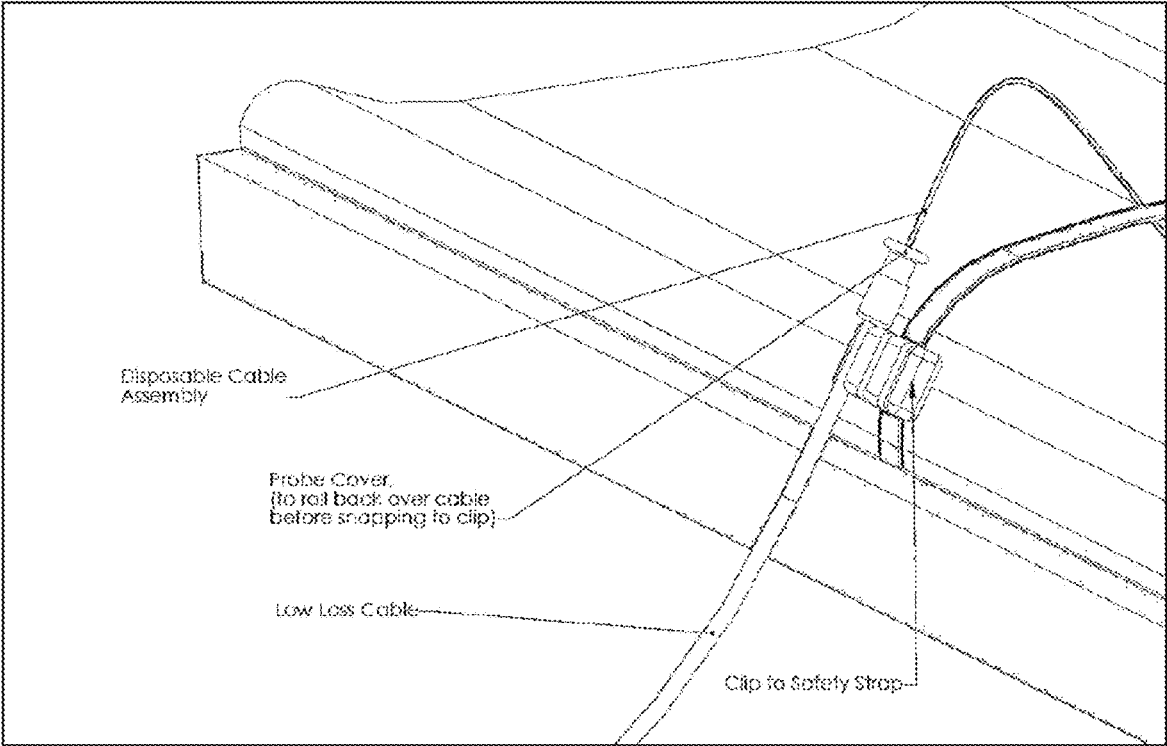 Disposable Cable
Assembly
Probe Cover.
(to roll back over cable
before snapping to clip)
Low Loss Cable
Clip to Safety Strap